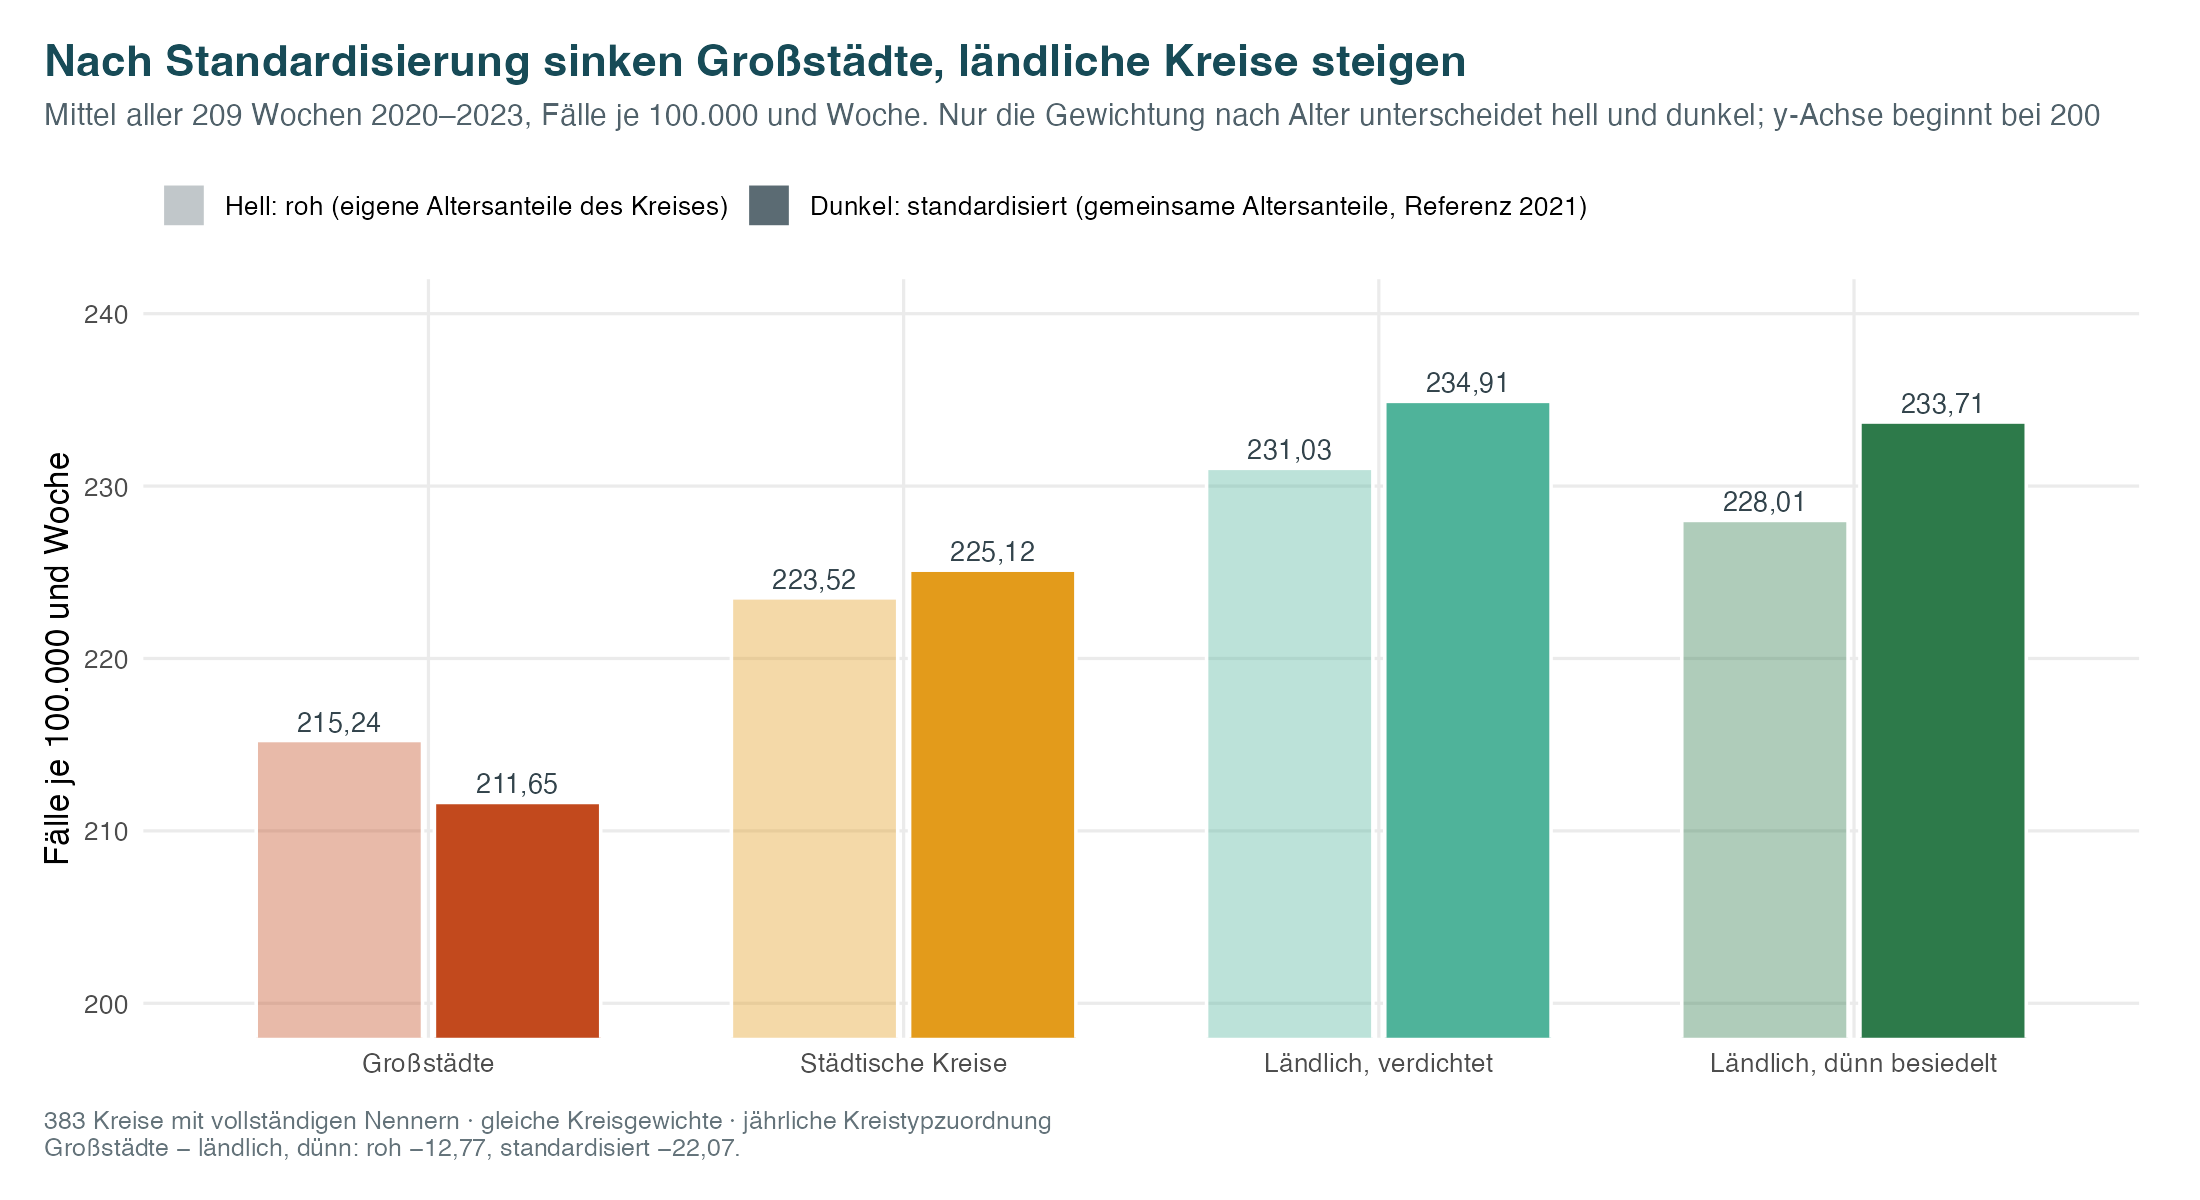 Nach Standardisierung sinken Großstädte, ländliche Kreise steigen
Mittel aller 209 Wochen 2020–2023, Fälle je 100.000 und Woche. Nur die Gewichtung nach Alter unterscheidet hell und dunkel; y-Achse beginnt bei 200
Hell: roh (eigene Altersanteile des Kreises)
Dunkel: standardisiert (gemeinsame Altersanteile, Referenz 2021)
Fälle je 100.000 und Woche
240
230
220
210
200
215,24
211,65
223,52
225,12
231,03
234,91
228,01
233,71
Großstädte
Städtische Kreise
Ländlich, verdichtet
Ländlich, dünn besiedelt
383 Kreise mit vollständigen Nennern · gleiche Kreisgewichte · jährliche Kreistypzuordnung
Großstädte − ländlich, dünn: roh −12,77, standardisiert −22,07.